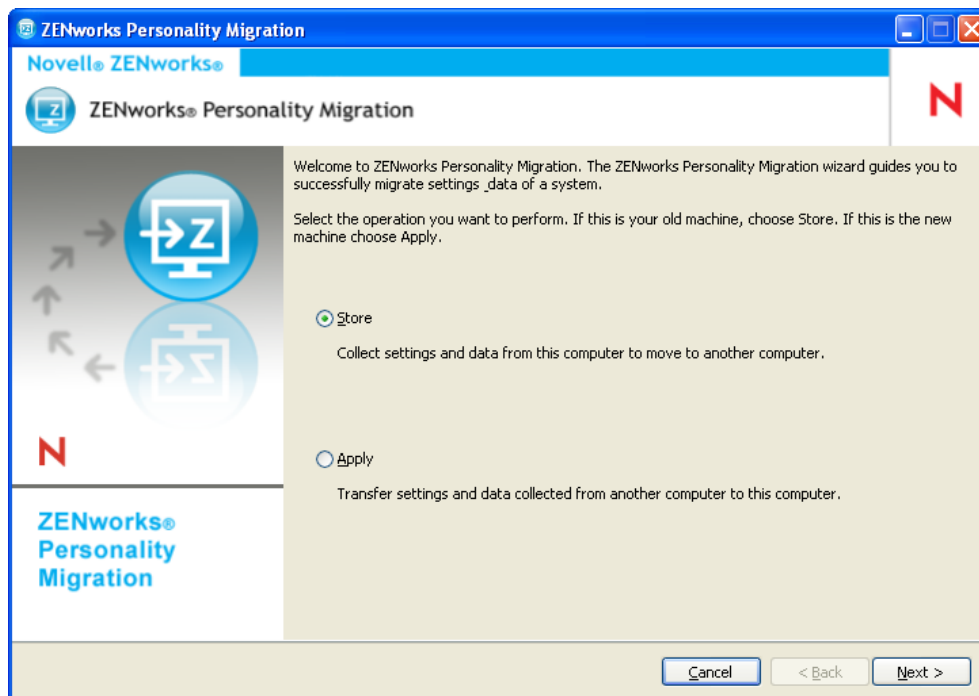 ZENworks Personality Migration
Novell® ZENworks®
ZENworks® Personality Migration
N
Z
Welcome to ZENworks Personality Migration. The ZENworks Personality Migration wizard guides you to
successfully migrate settings _data of a system.
Select the operation you want to perform. If this is your old machine, choose Store. If this is the new
machine choose Apply.
Store
Collect settings and data from this computer to move to another computer.
Apply
Transfer settings and data collected from another computer to this computer.
N
ZENworks®
Personality
Migration
Cancel
< Back
Next >